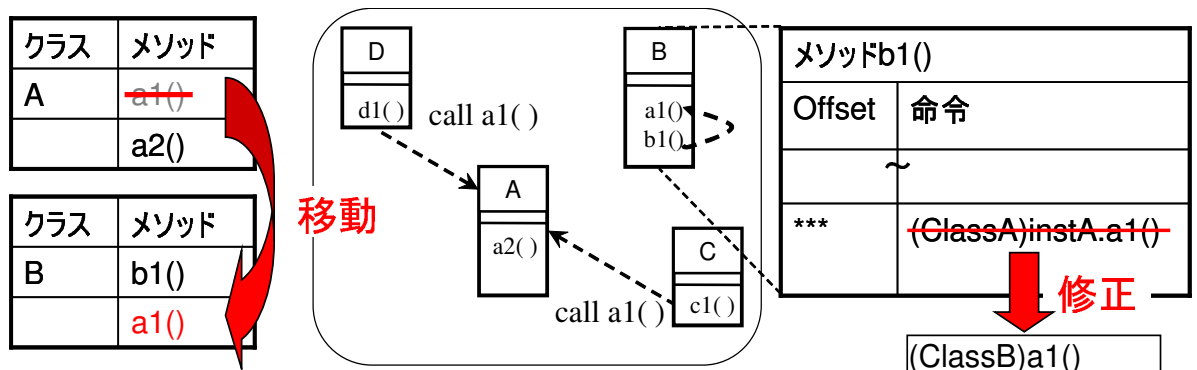 クラス メソッド
A a1()
a2()
クラス メソッド
B b1()
a1()
移動
D
d1( )
call a1( )
A
a2( )
B
a1()
b1()
C
c1( )
call a1( )
メソッドb1()
Offset 命令
～
*** (ClassA)instA.a1()
修正
(ClassB)a1()